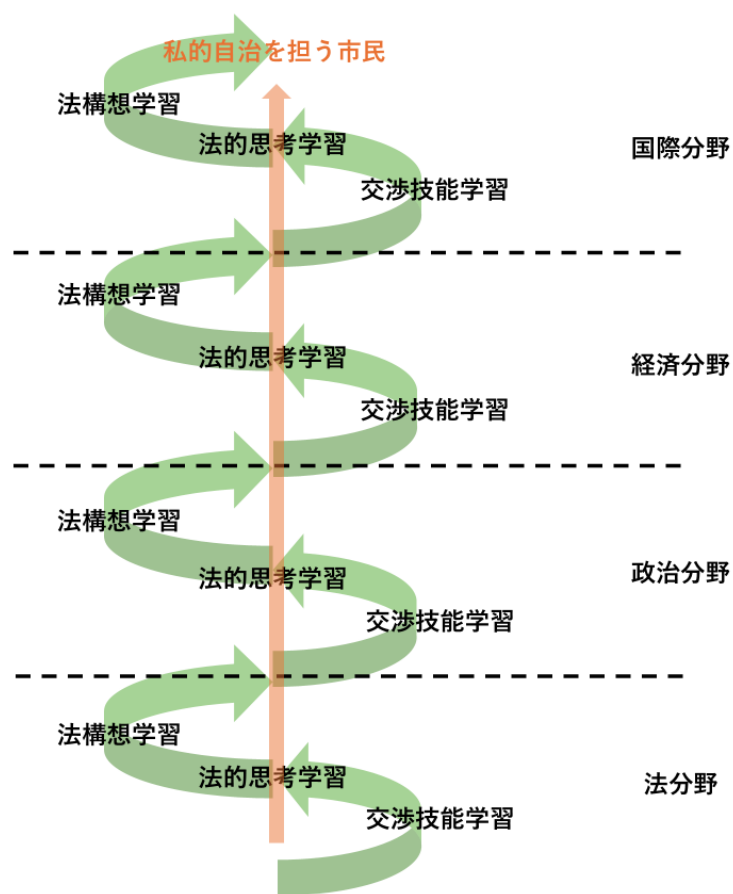 私的自治を担う市民
法構想学習
法的思考学習
国際分野
交渉技能学習
法構想学習
法的思考学習
経済分野
交渉技能学習
法構想学習
法的思考学習
政治分野
交渉技能学習
法構想学習
法的思考学習
法分野
交渉技能学習